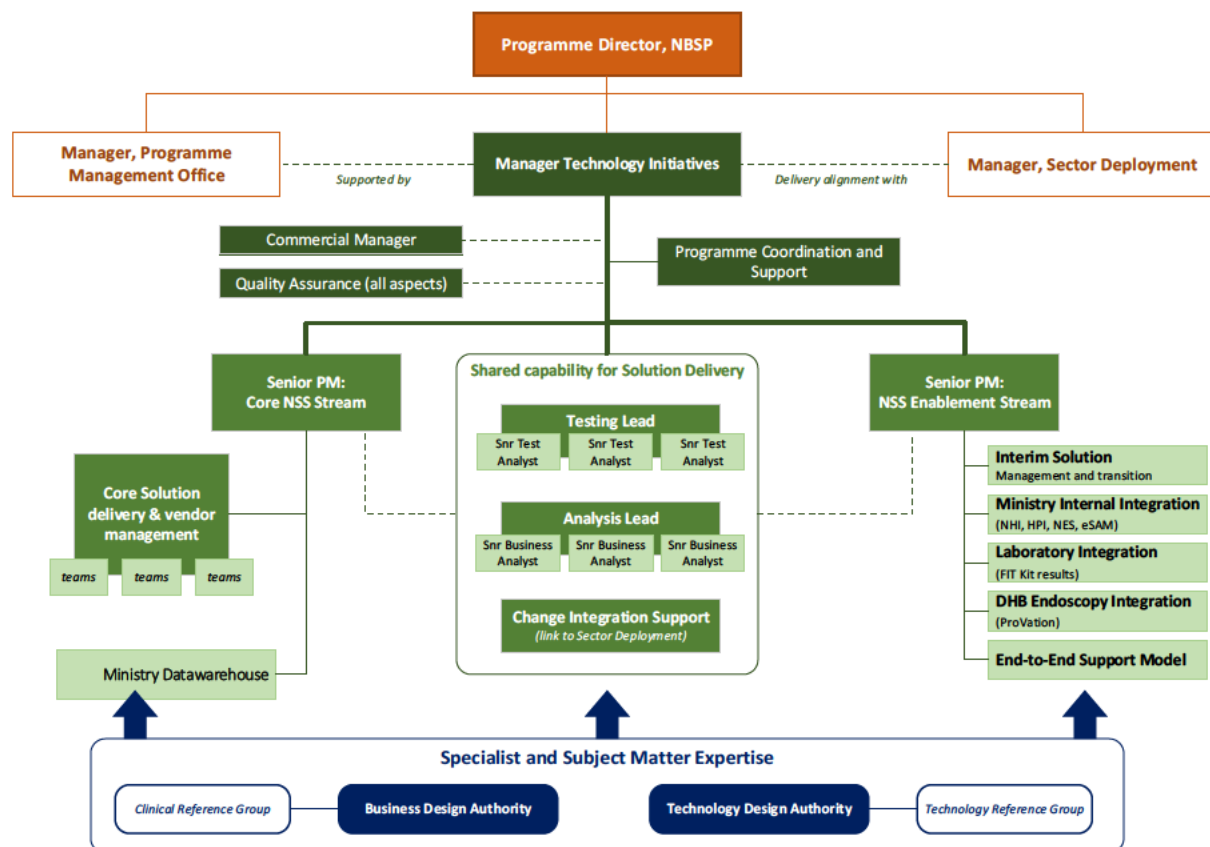 Programme Director, NBSP
Manager, Programme
Management Office
Supported by
Manager Technology Initiatives
Delivery alignment with
Manager, Sector Deployment
Commercial Manager
Quality Assurance (all aspects)
Programme Coordination and
Support
Senior PM:
Core NSS Stream
Core Solution
delivery & vendor
management
teams
teams
teams
Ministry Datawarehouse
Shared capability for Solution Delivery
Testing Lead
Snr Test
Analyst
Snr Test
Analyst
Snr Test
Analyst
Analysis Lead
Snr Business
Analyst
Snr Business
Analyst
Snr Business
Analyst
Change Integration Support
(link to Sector Deployment)
Senior PM:
NSS Enablement Stream
Interim Solution
Management and transition
Ministry Internal Integration
(NHI, HPI, NES, eSAM)
Laboratory Integration
(FIT Kit results)
DHB Endoscopy Integration
(ProVation)
End-to-End Support Model
Specialist and Subject Matter Expertise
Clinical Reference Group
Business Design Authority
Technology Design Authority
Technology Reference Group